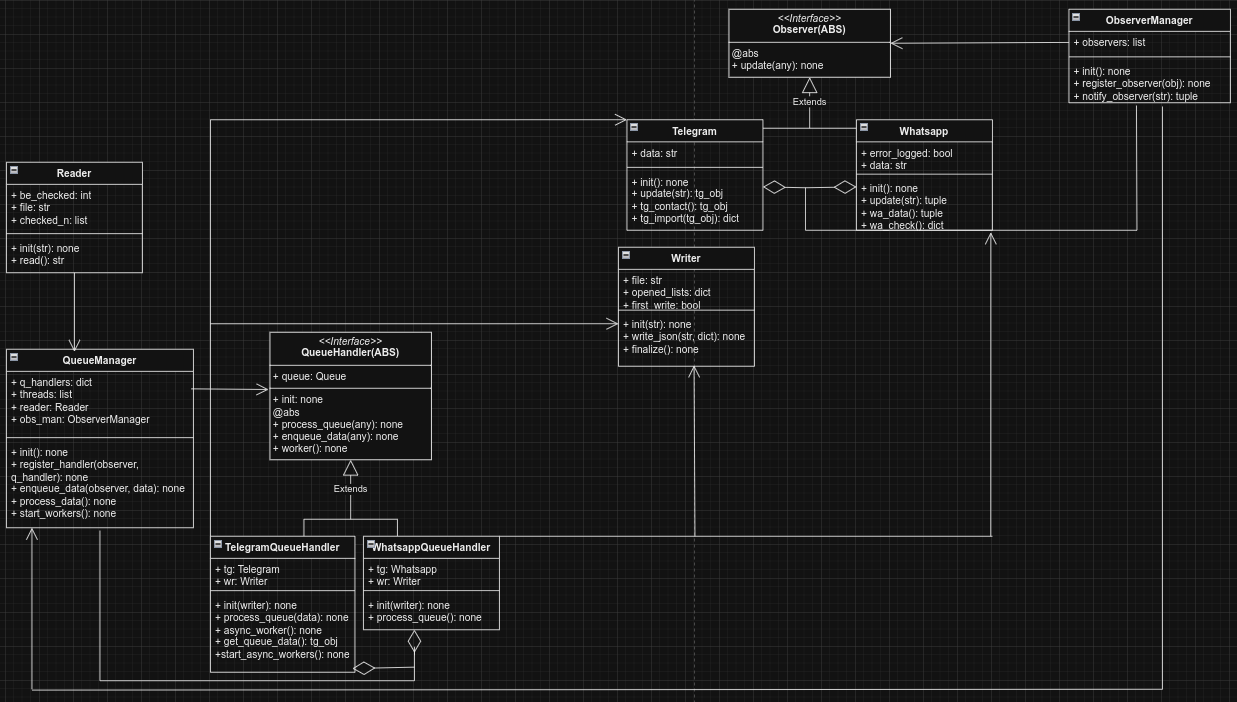 <<Interface>>
Observer(ABS)
@abs
+ update(any): none
ObserverManager
+ observers: list
+ init(): none
+ register_observer(obj): none
+ notify_observer(str): tuple
Extends
Telegram
+ data: str
+ init(): none
+ update(str): tg_obj
+ tg_contact(): tg_obj
+ tg_import(tg_obj): dict
Whatsapp
+ error_logged: bool
+ data: str
+ init(): none
+ update(str): tuple
+ wa_data(): tuple
+ wa_check(): dict
Reader
+ be_checked: int
+ file: str
+ checked_n: list
+ init(str): none
+ read(): str
Writer
+ file: str
+ opened_lists: dict
+ first_write: bool
+ init(str): none
+ write_json(str, dict): none
+ finalize(): none
<<Interface>>
QueueHandler(ABS)
+ queue: Queue
+ init: none
@abs
+ process_queue(any): none
+ enqueue_data(any): none
+ worker(): none
QueueManager
+ q_handlers: dict
+ threads: list
+ reader: Reader
+ obs_man: ObserverManager
+ init(): none
+ register_handler(observer,
q_handler): none
+ enqueue_data(observer, data): none
+ process_data(): none
+ start_workers(): none
Extends
TelegramQueueHandler
+ tg: Telegram
+ wr: Writer
+ init(writer): none
+ process_queue(data): none
+ async_worker(): none
+ get_queue_data(): tg_obj
+start_async_workers(): none
WhatsappQueueHandler
+ tg: Whatsapp
+ wr: Writer
+ init(writer): none
+ process_queue(): none